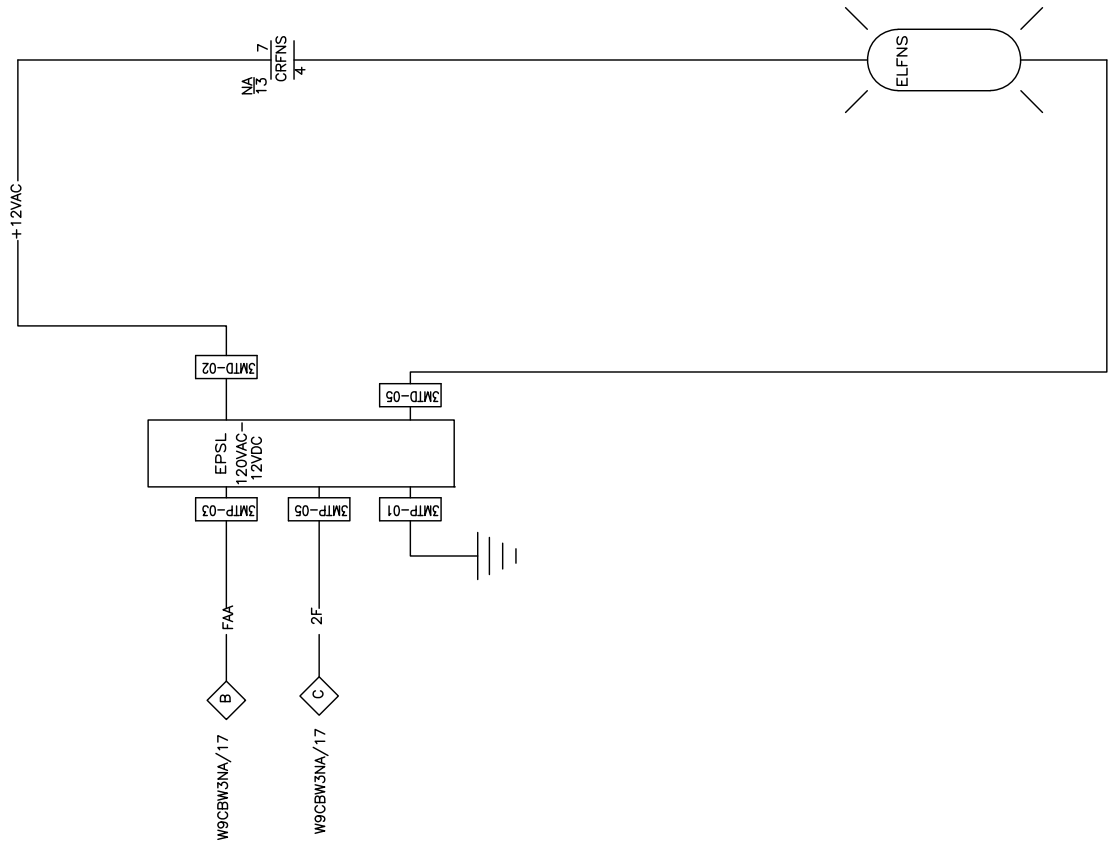 +12VAC
7
CRFNS
4
NA
13
ELFNS
3MTD-02
3MTD-05
EPSL
120VAC-
12VDC
3MTP-03
3MTP-05
3MTP-01
FAA
2F
B
C
W9CBW3NA/17
W9CBW3NA/17